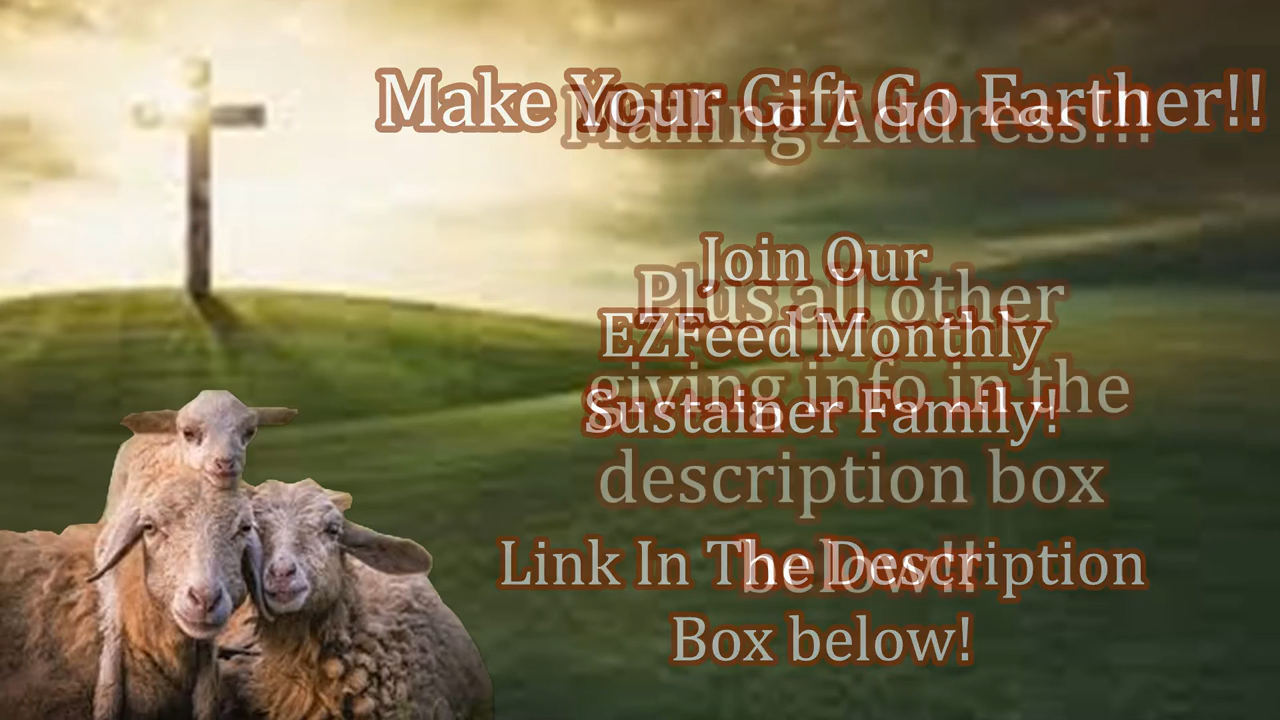 Make Your Gift Go Farther!!
Mailing Address!!!
Join Our
Plus all other
EZFeed Monthly
giving info in the
Sustainer Family!
description box
Link In The Description
below!!
Box below!